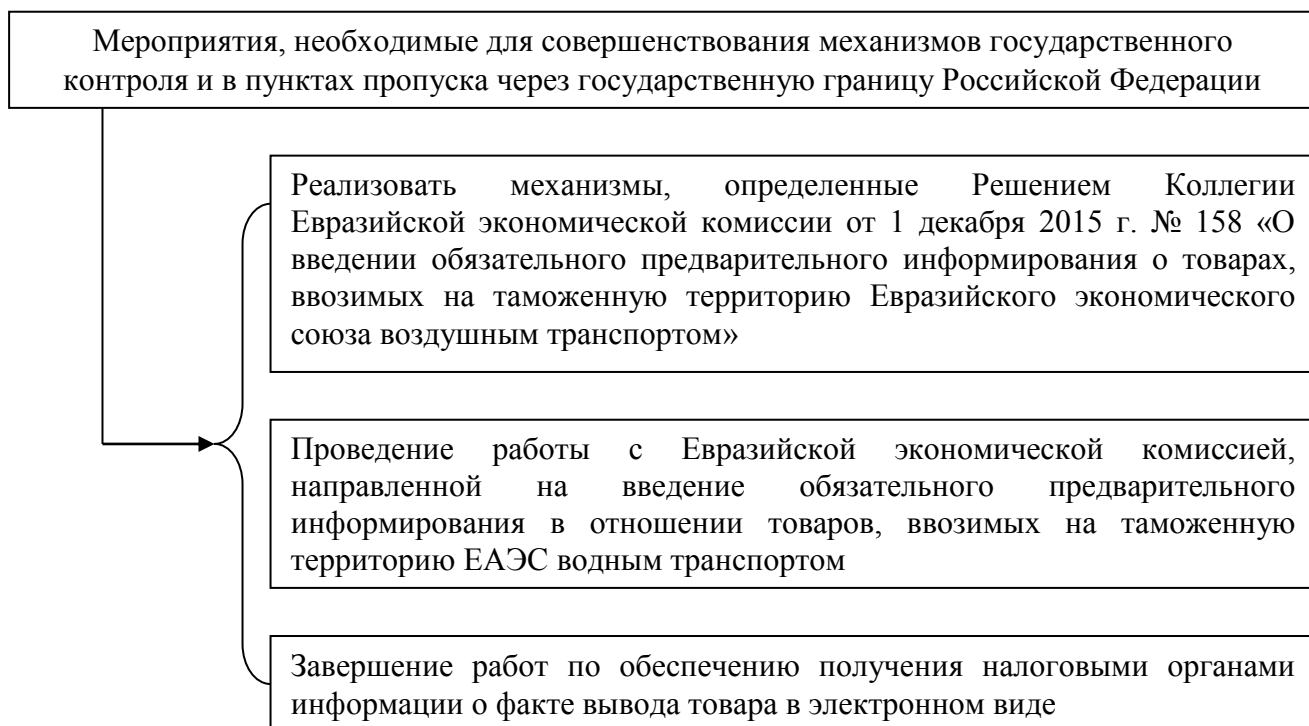 Мероприятия, необходимые для совершенствования механизмов государственного
контроля и в пунктах пропуска через государственную границу Российской Федерации
Реализовать механизмы, определенные Решением Коллегии
Евразийской экономической комиссии от 1 декабря 2015 г. № 158 «О
введении обязательного предварительного информирования о товарах,
ввозимых на таможенную территорию Евразийского экономического
союза воздушным транспортом»
Проведение работы с Евразийской экономической комиссией,
направленной на введение обязательного предварительного
информирования в отношении товаров, ввозимых на таможенную
территорию ЕАЭС водным транспортом
Завершение работ по обеспечению получения налоговыми органами
информации о факте вывода товара в электронном виде